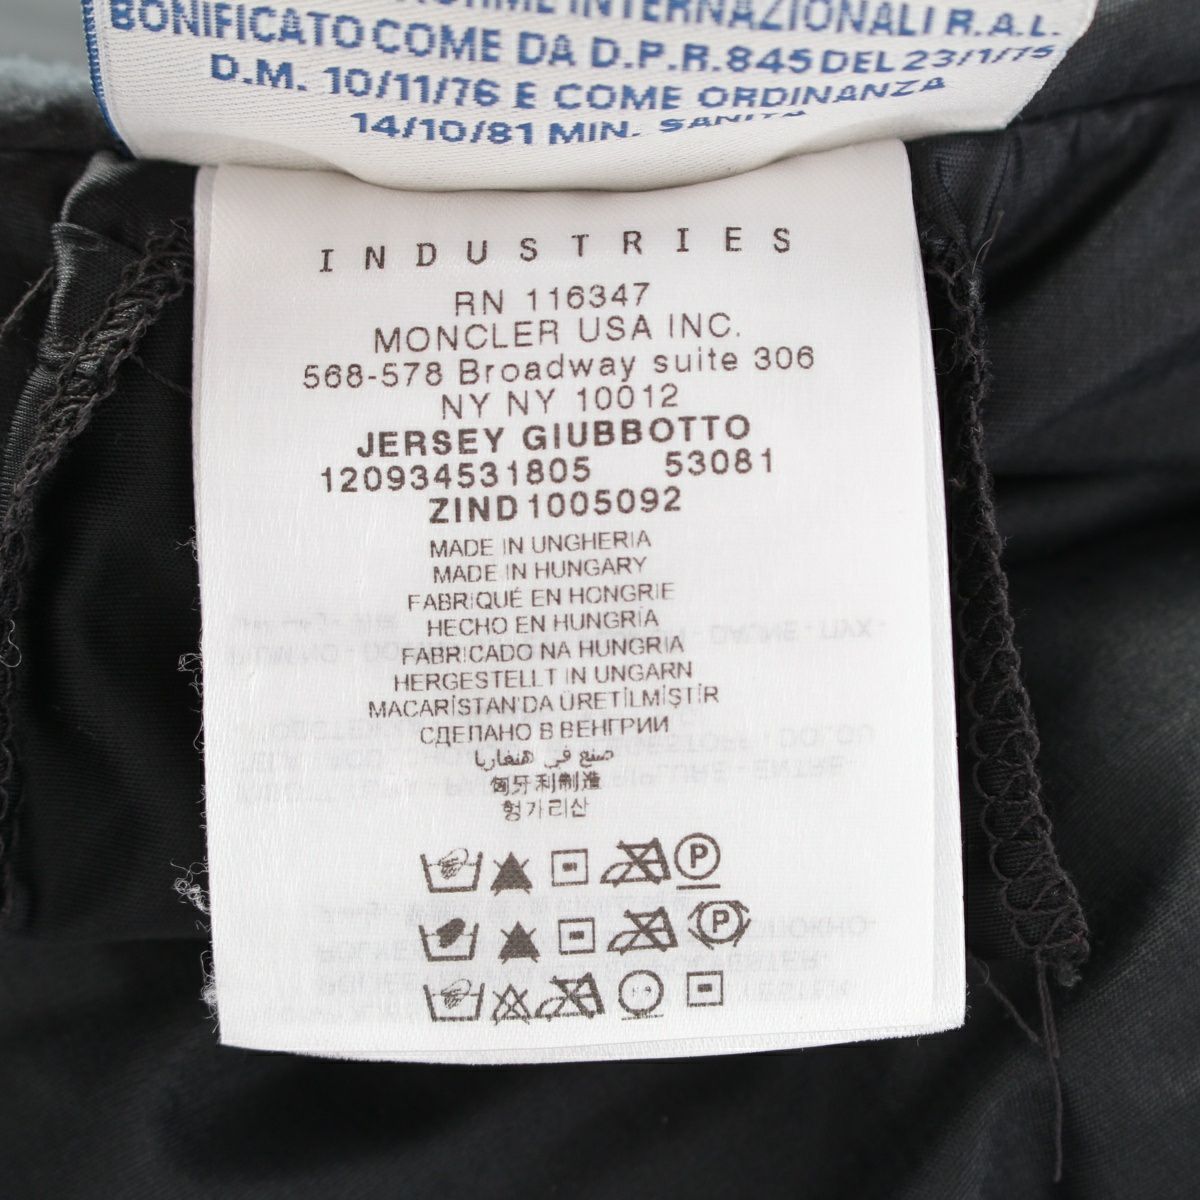 NORME INTERNAZIONALI R.A.L.
BONIFICATO COME DA D.P.R.845 DEL 23/1/75
D.M. 10/11/76 E COME ORDINANZA
14/10/81 MIN. SANITÀ
INDUSTRIES
RN 116347
MONCLER USA INC.
568-578 Broadway suite 306
NY NY 10012
JERSEY GIUBBOTTO
120934531805 53081
ZIND1005092
MADE IN UNGHERIA
MADE IN HUNGARY
FABRIQUÉ EN HONGRIE
HECHO EN HUNGRÍA
FABRICADO NA HUNGRIA
HERGESTELLT IN UNGARN
MACARİSTAN'DA ÜRETİLMİŞTİR
СДЕЛАНО В ВЕНГРИИ
صنع في هنغاريا
匈牙利制造
헝가리산
P
P